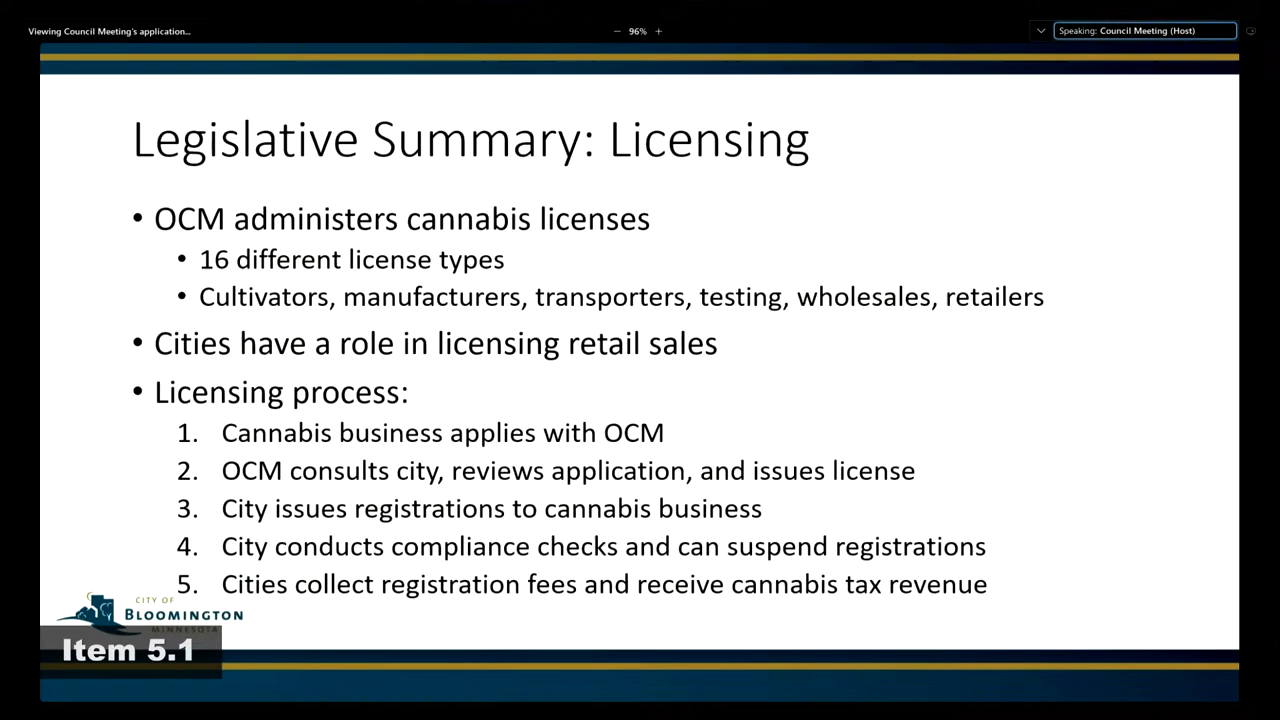 Viewing Council Meeting's application...
− 96% +
Speaking: Council Meeting (Host)
Legislative Summary: Licensing
• OCM administers cannabis licenses
• 16 different license types
• Cultivators, manufacturers, transporters, testing, wholesales, retailers
• Cities have a role in licensing retail sales
• Licensing process:
1. Cannabis business applies with OCM
2. OCM consults city, reviews application, and issues license
3. City issues registrations to cannabis business
4. City conducts compliance checks and can suspend registrations
5. Cities collect registration fees and receive cannabis tax revenue
CITY OF
BLOOMINGTON
MINNESOTA
Item 5.1